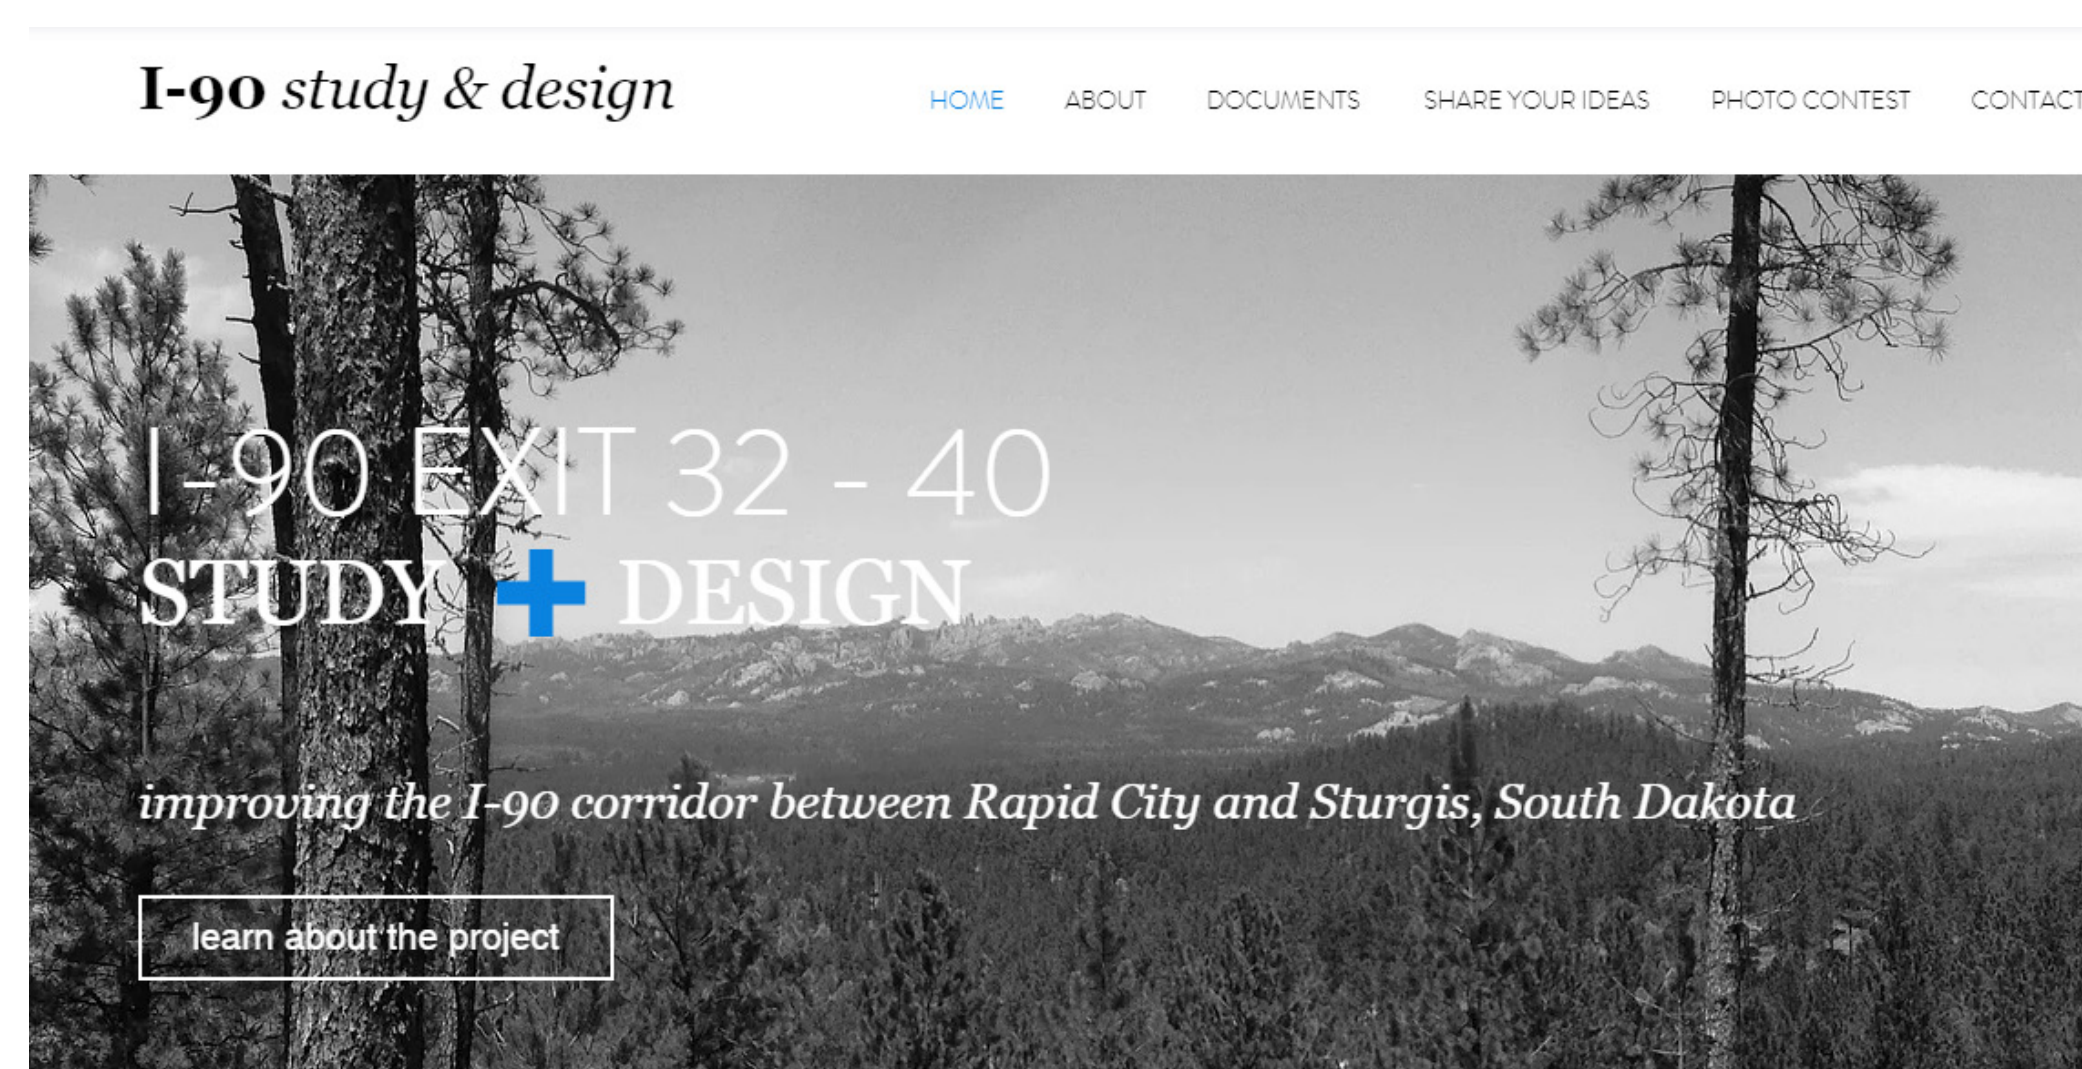 I-90 study & design
HOME ABOUT DOCUMENTS SHARE YOUR IDEAS PHOTO CONTEST CONTACT
I-90 EXIT 32 - 40
STUDY + DESIGN
improving the I-90 corridor between Rapid City and Sturgis, South Dakota
learn about the project